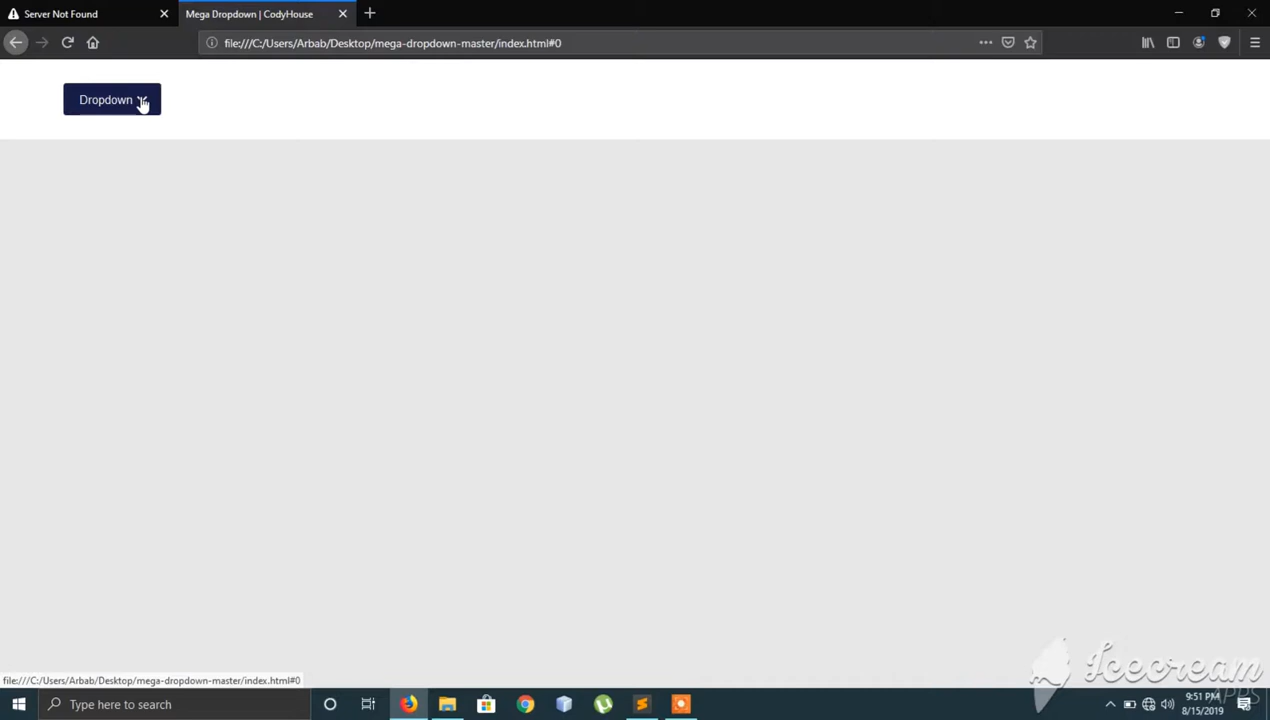 Server Not Found
Mega Dropdown | CodyHouse
file:///C:/Users/Arbab/Desktop/mega-dropdown-master/index.html#0
Dropdown
file:///C:/Users/Arbab/Desktop/mega-dropdown-master/index.html#0
Icecream
APPS
Type here to search
9:51 PM
8/15/2019